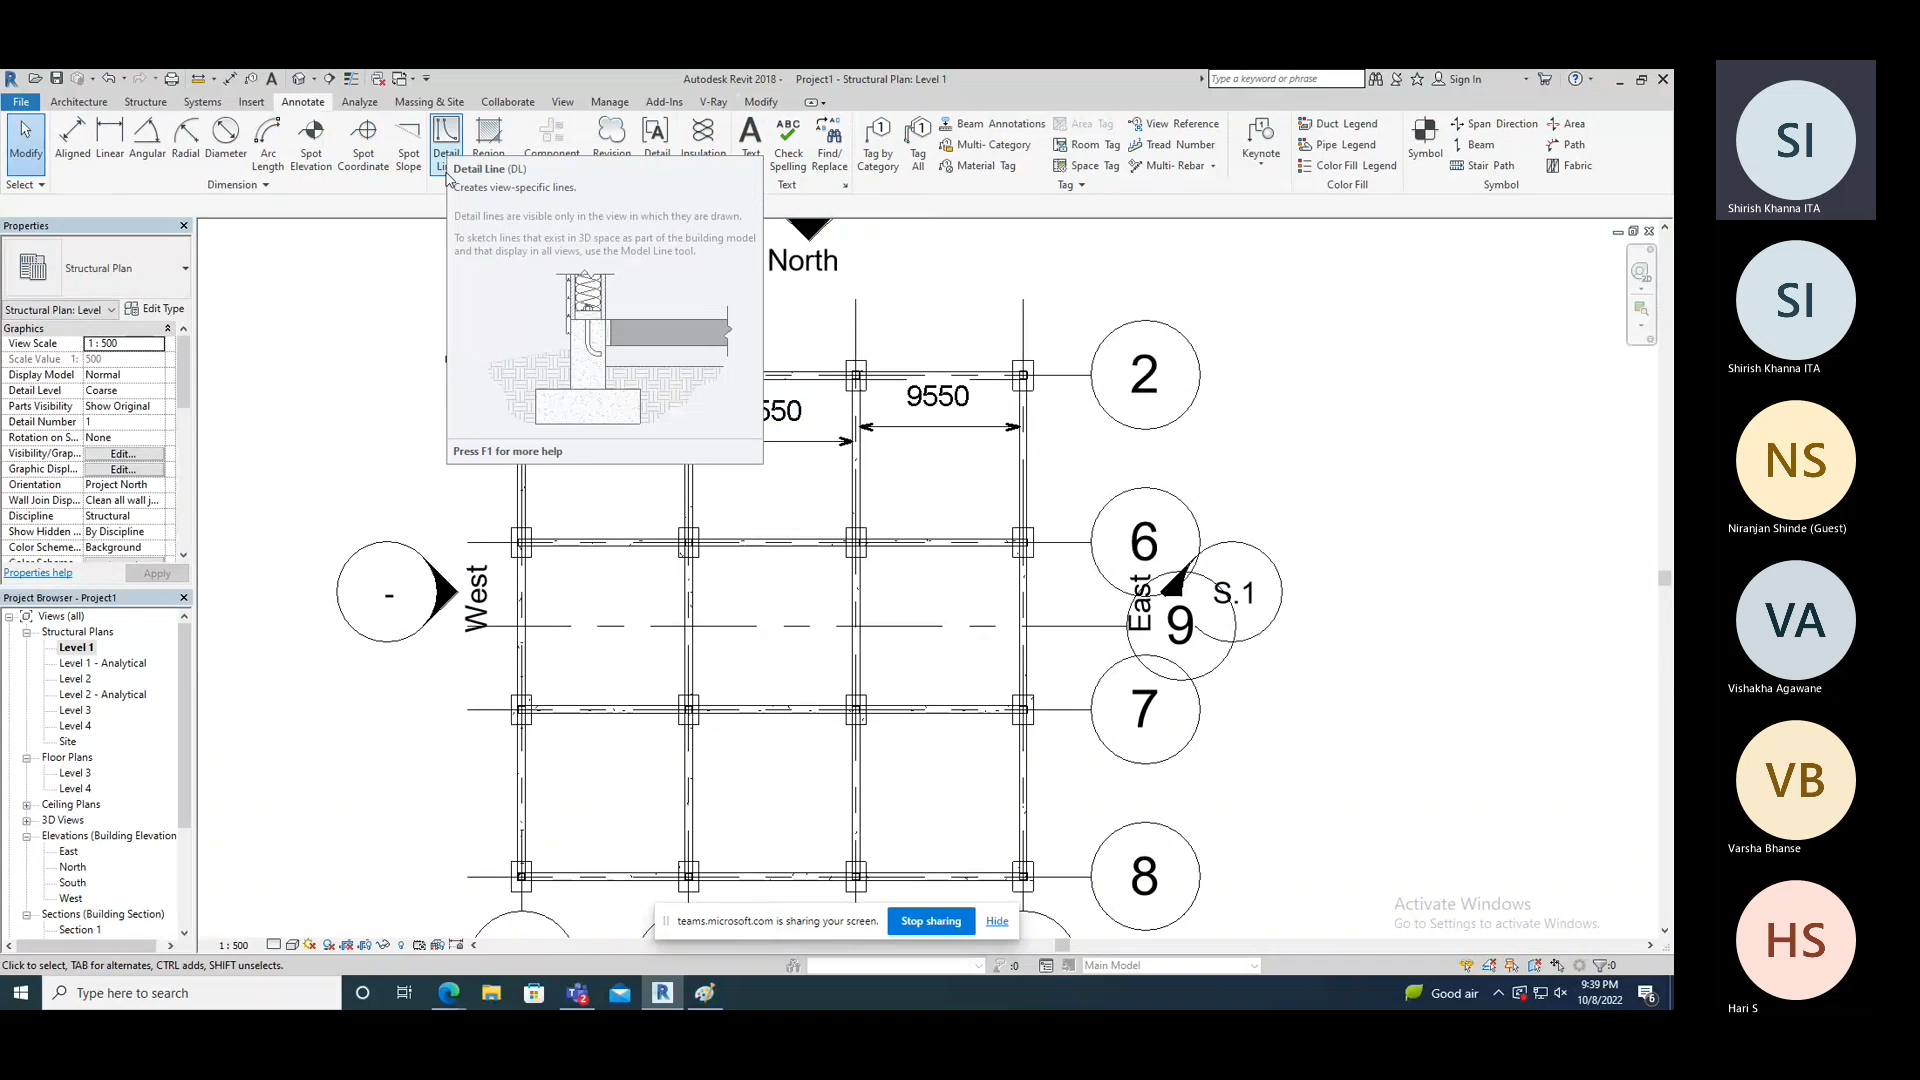 Autodesk Revit 2018 - Project1 - Structural Plan: Level 1
Type a keyword or phrase
Sign In
File Architecture Structure Systems Insert Annotate Analyze Massing & Site Collaborate View Manage Add-Ins V-Ray Modify
Modify
Aligned
Linear
Angular
Radial
Diameter
Arc
Length
Spot
Elevation
Spot
Coordinate
Spot
Slope
Detail
Region
Component
Revision
Detail
Insulation
Text
Check
Spelling
Find/
Replace
Tag by
Category
Tag
All
Beam Annotations
Multi- Category
Material Tag
Area Tag
Room Tag
Space Tag
View Reference
Tread Number
Multi- Rebar
Keynote
Duct Legend
Pipe Legend
Color Fill Legend
Symbol
Span Direction
Beam
Stair Path
Area
Path
Fabric
Select
Dimension
Text
Tag
Color Fill
Symbol
Detail Line (DL)
Creates view-specific lines.
Detail lines are visible only in the view in which they are drawn.
To sketch lines that exist in 3D space as part of the building model
and that display in all views, use the Model Line tool.
Press F1 for more help
Properties
Structural Plan
Structural Plan: Level
Edit Type
Graphics
View Scale 1 : 500
Scale Value 1: 500
Display Model Normal
Detail Level Coarse
Parts Visibility Show Original
Detail Number 1
Rotation on S... None
Visibility/Grap... Edit...
Graphic Displ... Edit...
Orientation Project North
Wall Join Disp... Clean all wall j...
Discipline Structural
Show Hidden ... By Discipline
Color Scheme... Background
Properties help
Apply
Project Browser - Project1
Views (all)
Structural Plans
Level 1
Level 1 - Analytical
Level 2
Level 2 - Analytical
Level 3
Level 4
Site
Floor Plans
Level 3
Level 4
Ceiling Plans
3D Views
Elevations (Building Elevation
East
North
South
West
Sections (Building Section)
Section 1
North
550
9550
2
6
West
-
East
S.1
9
7
8
teams.microsoft.com is sharing your screen.
Stop sharing
Hide
Activate Windows
Go to Settings to activate Windows.
1 : 500
Click to select, TAB for alternates, CTRL adds, SHIFT unselects.
:0
Main Model
:0
Type here to search
2
Good air
9:39 PM
10/8/2022
6
SI
Shirish Khanna ITA
SI
Shirish Khanna ITA
NS
Niranjan Shinde (Guest)
VA
Vishakha Agawane
VB
Varsha Bhanse
HS
Hari S